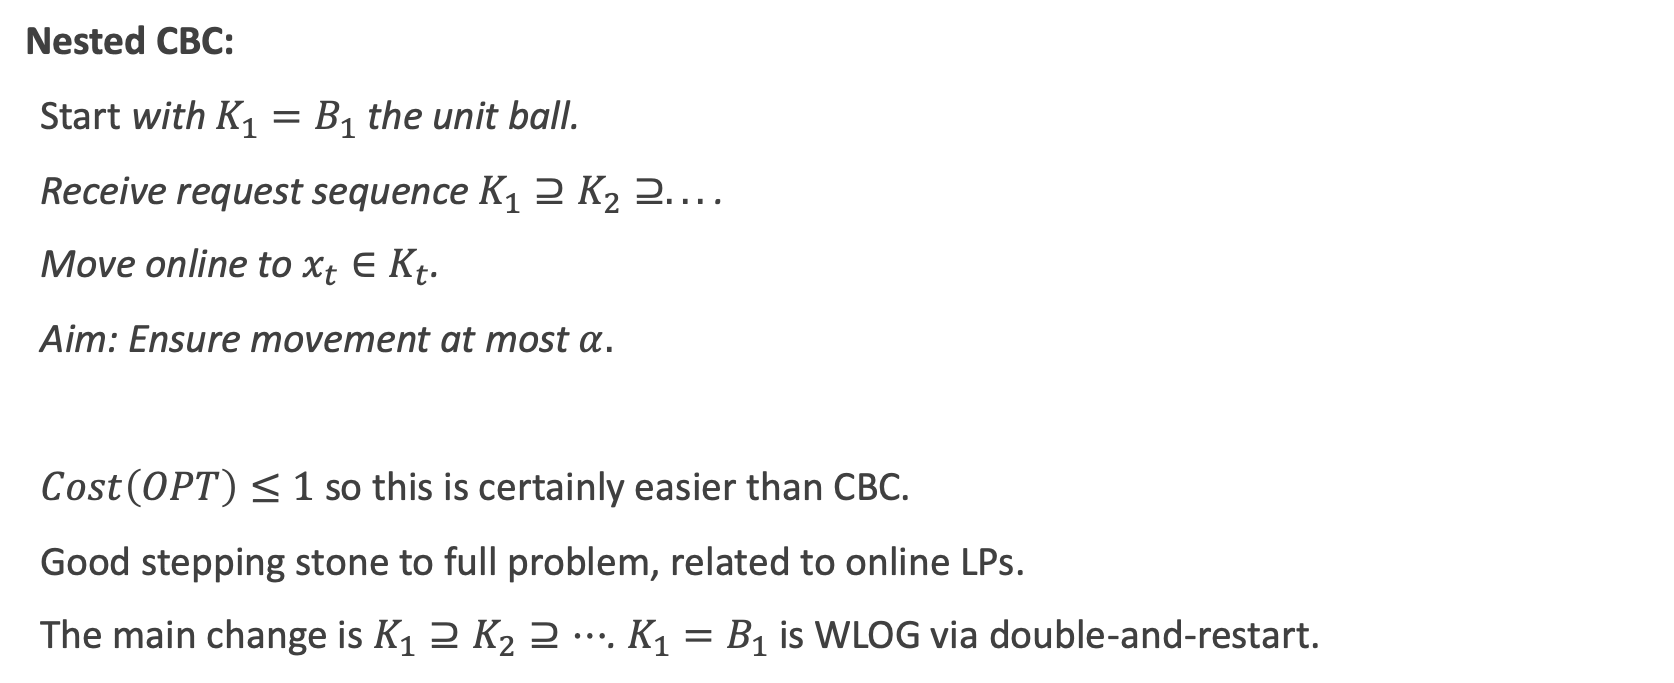 Nested CBC:
Start with K₁ = B₁ the unit ball.
Receive request sequence K₁ ⊇ K₂ ⊇. . . .
Move online to xₜ ∈ Kₜ.
Aim: Ensure movement at most α.
Cost(OPT) ≤ 1 so this is certainly easier than CBC.
Good stepping stone to full problem, related to online LPs.
The main change is K₁ ⊇ K₂ ⊇ ⋯. K₁ = B₁ is WLOG via double-and-restart.